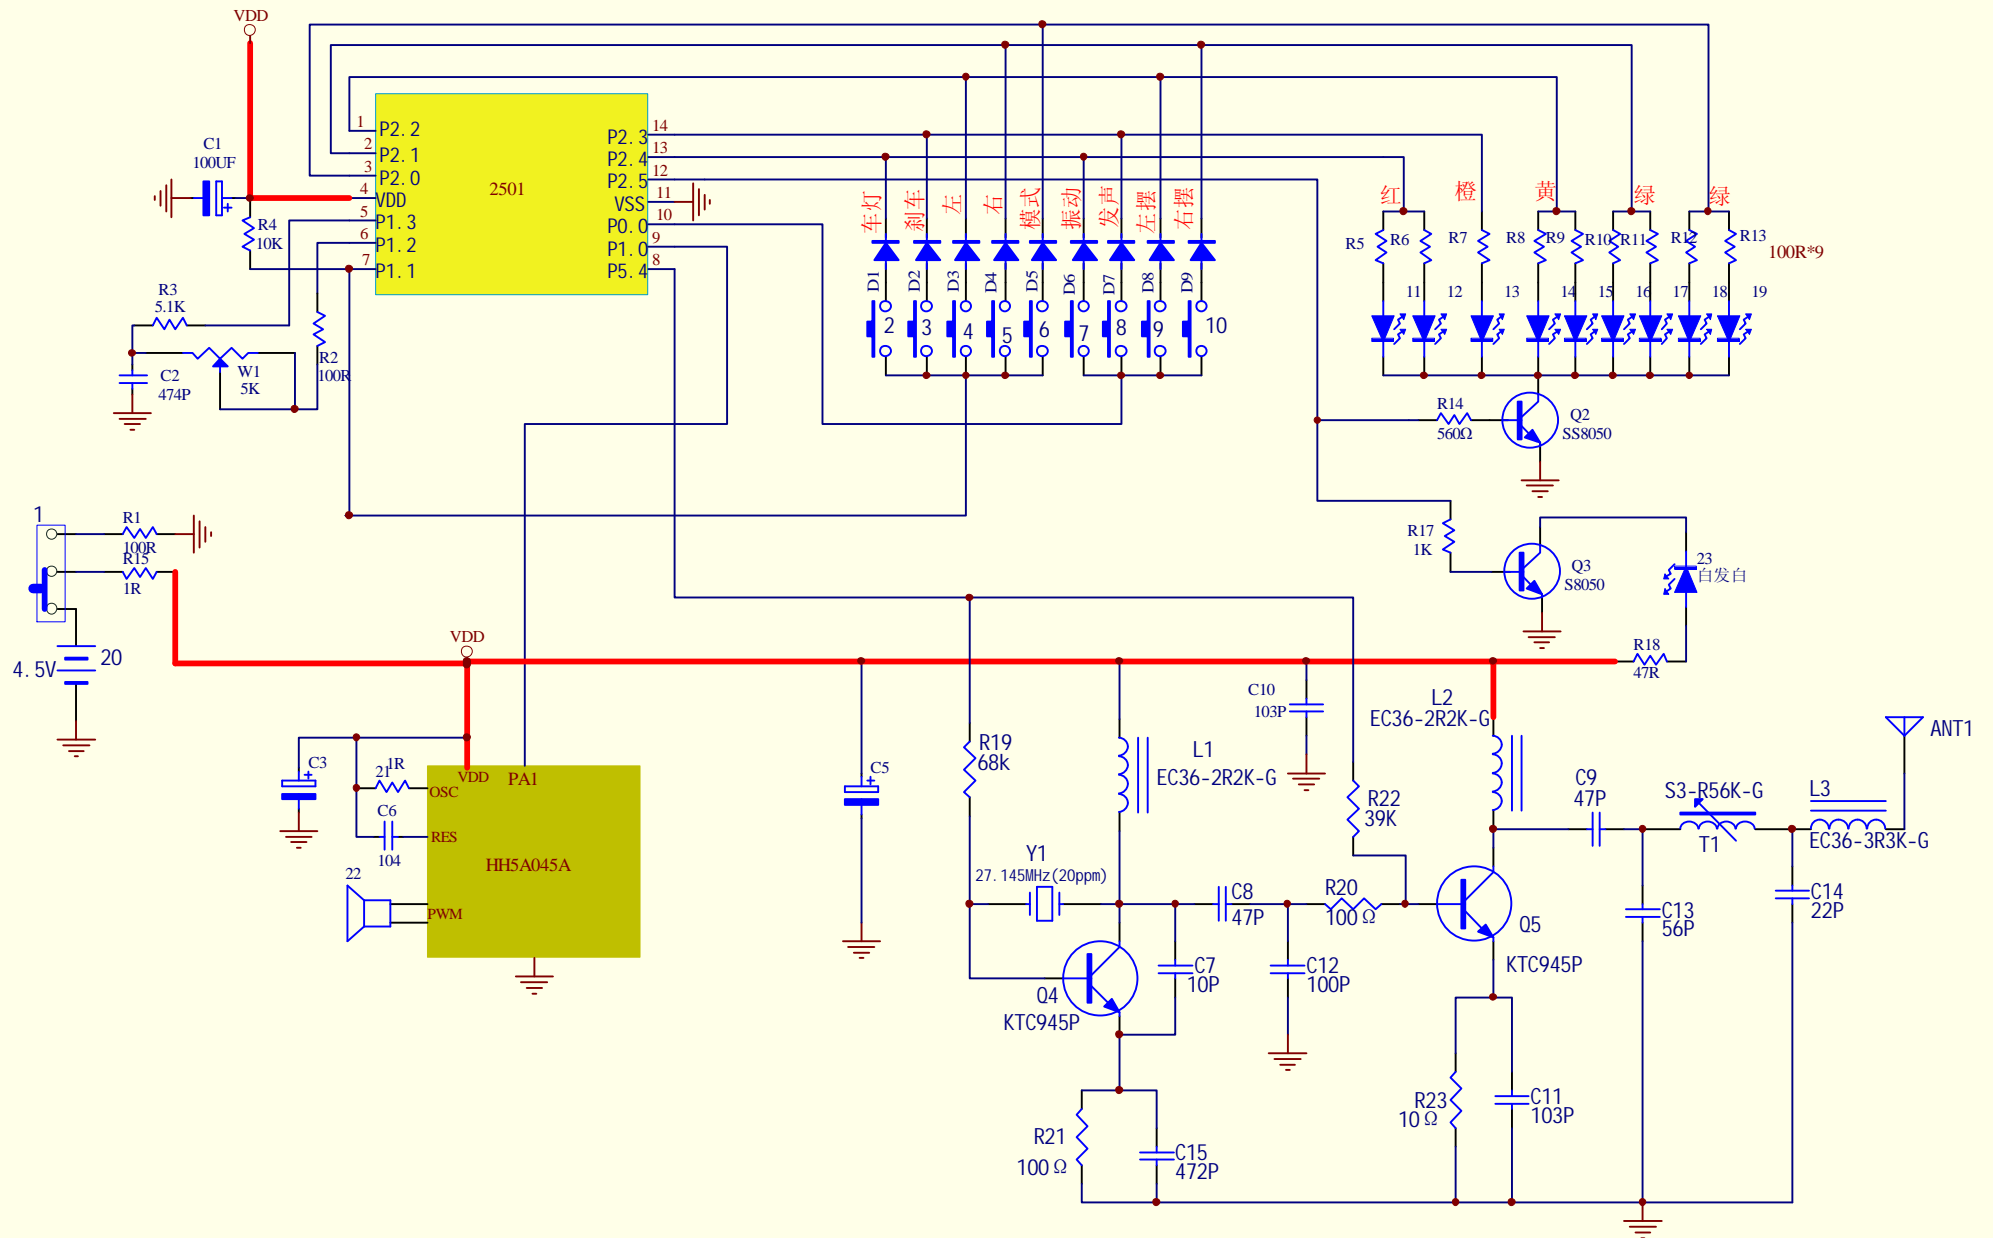 VDD
C1
100UF
R4
10K
1
2
3
4
5
6
7
P2.2
P2.1
P2.0
VDD
P1.3
P1.2
P1.1
2501
P2.3
P2.4
P2.5
VSS
P0.0
P1.0
P5.4
14
13
12
11
10
9
8
R3
5.1K
C2
474P
W1
5K
R2
100R
车灯
刹车
左
右
模式
振动
发声
左摆
右摆
D1
D2
D3
D4
D5
D6
D7
D8
D9
2
3
4
5
6
7
8
9
10
红
橙
黄
绿
绿
R5
R6
R7
R8
R9
R10
R11
R12
R13
100R*9
11
12
13
14
15
16
17
18
19
R14
560Ω
Q2
SS8050
R17
1K
Q3
S8050
23
白发白
R18
47R
1
R1
100R
R15
1R
4.5V
20
VDD
C3
21
1R
C6
104
22
VDD
PA1
OSC
RES
HH5A045A
PWM
C5
R19
68k
L1
EC36-2R2K-G
C10
103P
R22
39K
L2
EC36-2R2K-G
C9
47P
S3-R56K-G
T1
L3
EC36-3R3K-G
ANT1
Y1
27.145MHz(20ppm)
C8
47P
R20
100Ω
Q5
KTC945P
C13
56P
C14
22P
Q4
KTC945P
C7
10P
C12
100P
R21
100Ω
C15
472P
R23
10Ω
C11
103P